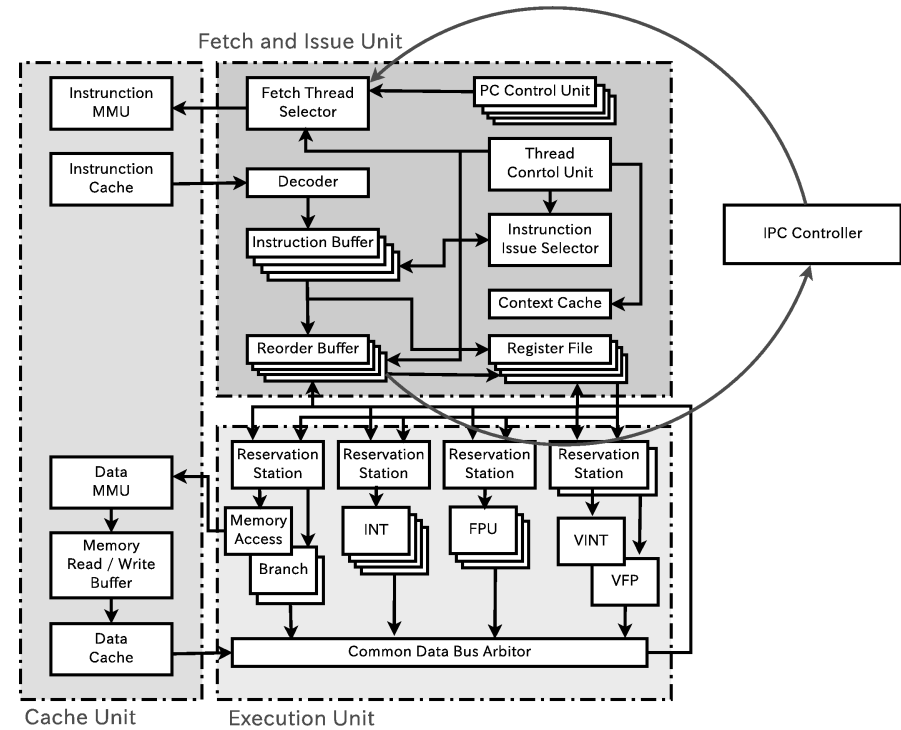 Fetch and Issue Unit
Instrunction
MMU
Fetch Thread
Selector
PC Control Unit
Thread
Conrtol Unit
Instrunction
Cache
Decoder
IPC Controller
Instruction Buffer
Instrunction
Issue Selector
Context Cache
Reorder Buffer
Register File
Reservation
Station
Reservation
Station
Reservation
Station
Reservation
Station
Data
MMU
Memory
Access
INT
FPU
VINT
Memory
Read / Write
Buffer
Branch
VFP
Data
Cache
Common Data Bus Arbitor
Cache Unit
Execution Unit